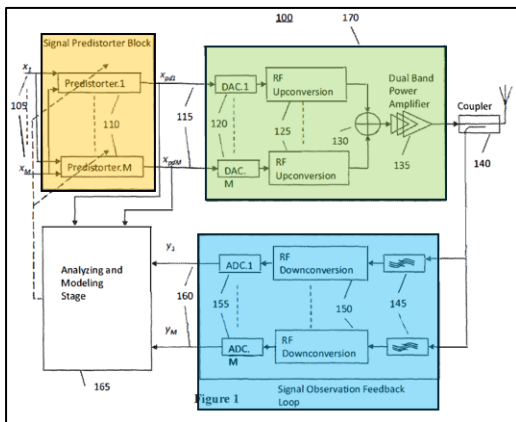 100
170
Signal Predistorter Block
x1
Predistorter.1
xpd1
105
110
115
xM
Predistorter.M
xpdM
DAC.1
RF
Upconversion
120
125
DAC.
M
RF
Upconversion
130
Dual Band
Power
Amplifier
135
Coupler
140
Analyzing and
Modeling
Stage
165
y1
160
yM
ADC.1
RF
Downconversion
155
150
145
ADC.
M
RF
Downconversion
Signal Observation Feedback
Loop
Figure 1